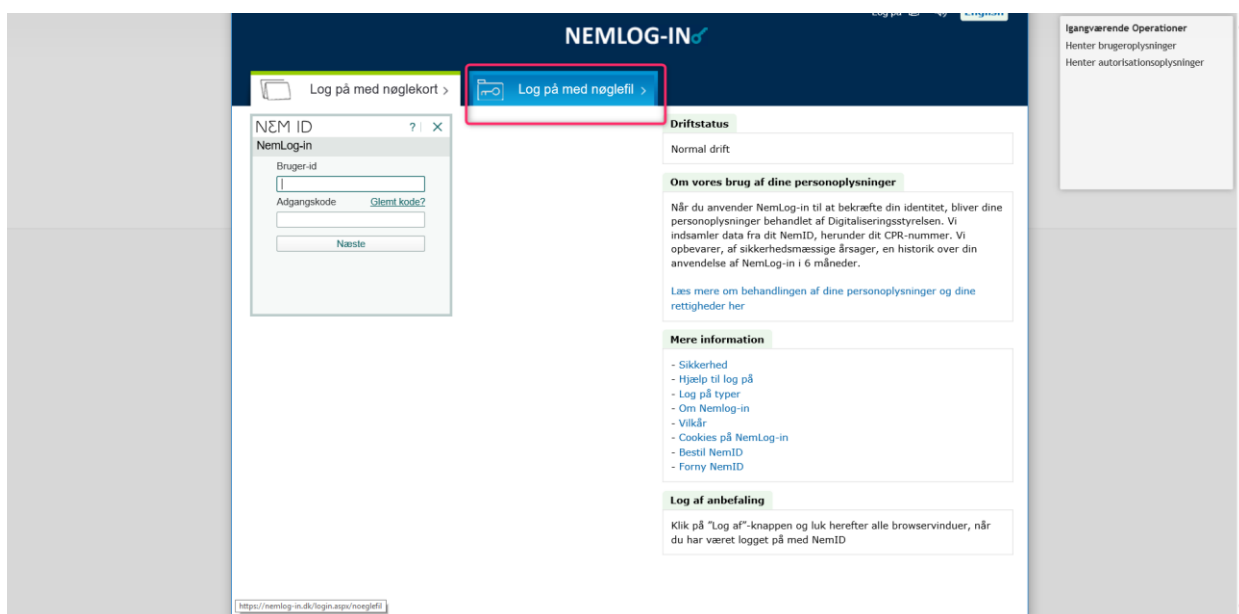 Log på
English
NEMLOG-IN
Log på med nøglekort >
Log på med nøglefil >
NEM ID ? | X
NemLog-in
Bruger-id
Adgangskode Glemt kode?
Næste
Driftstatus
Normal drift
Om vores brug af dine personoplysninger
Når du anvender NemLog-in til at bekræfte din identitet, bliver dine
personoplysninger behandlet af Digitaliseringsstyrelsen. Vi
indsamler data fra dit NemID, herunder dit CPR-nummer. Vi
opbevarer, af sikkerhedsmæssige årsager, en historik over din
anvendelse af NemLog-in i 6 måneder.
Læs mere om behandlingen af dine personoplysninger og dine
rettigheder her
Mere information
- Sikkerhed
- Hjælp til log på
- Log på typer
- Om Nemlog-in
- Vilkår
- Cookies på NemLog-in
- Bestil NemID
- Forny NemID
Log af anbefaling
Klik på "Log af"-knappen og luk herefter alle browservinduer, når
du har været logget på med NemID
Igangværende Operationer
Henter brugeroplysninger
Henter autorisationsoplysninger
https://nemlog-in.dk/login.aspx/noeglefil